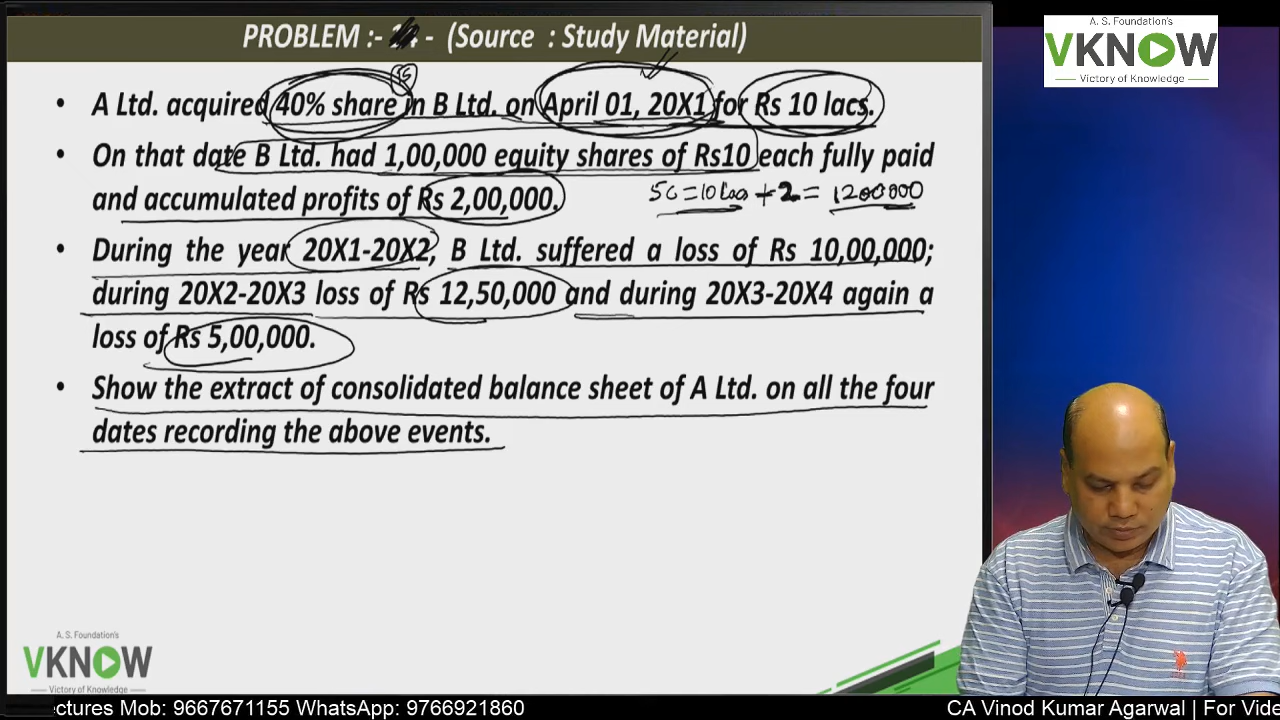 PROBLEM :- - (Source : Study Material)
A. S. Foundation's
VKNOW
Victory of Knowledge
15
• A Ltd. acquired 40% share in B Ltd. on April 01, 20X1 for Rs 10 lacs.
• On that date B Ltd. had 1,00,000 equity shares of Rs10 each fully paid
and accumulated profits of Rs 2,00,000.
SC=10 Lacs + 2 = 1200000
• During the year 20X1-20X2, B Ltd. suffered a loss of Rs 10,00,000;
during 20X2-20X3 loss of Rs 12,50,000 and during 20X3-20X4 again a
loss of Rs 5,00,000.
• Show the extract of consolidated balance sheet of A Ltd. on all the four
dates recording the above events.
A. S. Foundation's
VKNOW
Victory of Knowledge
ectures Mob: 9667671155 WhatsApp: 9766921860
CA Vinod Kumar Agarwal | For Vide